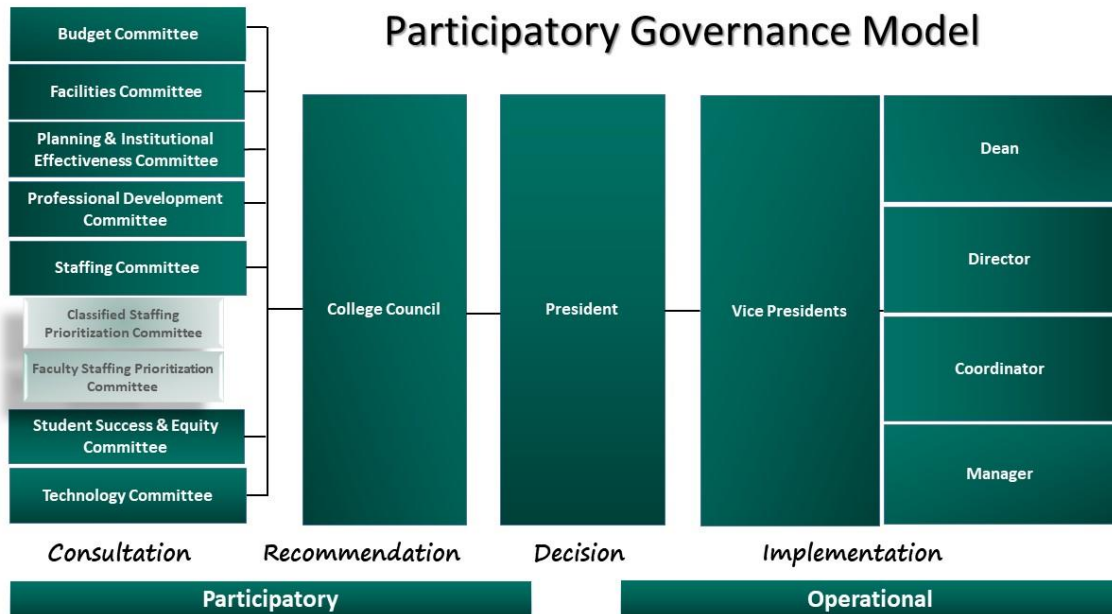 Participatory Governance Model
Budget Committee
Facilities Committee
Planning & Institutional
Effectiveness Committee
Professional Development
Committee
Staffing Committee
Classified Staffing
Prioritization Committee
Faculty Staffing Prioritization
Committee
Student Success & Equity
Committee
Technology Committee
College Council
President
Vice Presidents
Dean
Director
Coordinator
Manager
Consultation
Recommendation
Decision
Implementation
Participatory
Operational